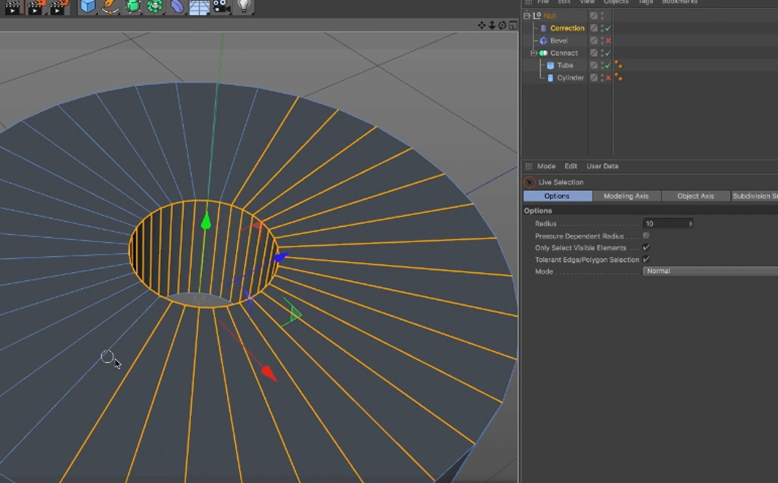 File Edit View Objects Tags Bookmarks
Null
Correction
Bevel
Connect
Tube
Cylinder
Mode Edit User Data
Live Selection
Options Modeling Axis Object Axis Subdivision
Options
Radius 10
Pressure Dependent Radius
Only Select Visible Elements
Tolerant Edge/Polygon Selection
Mode Normal